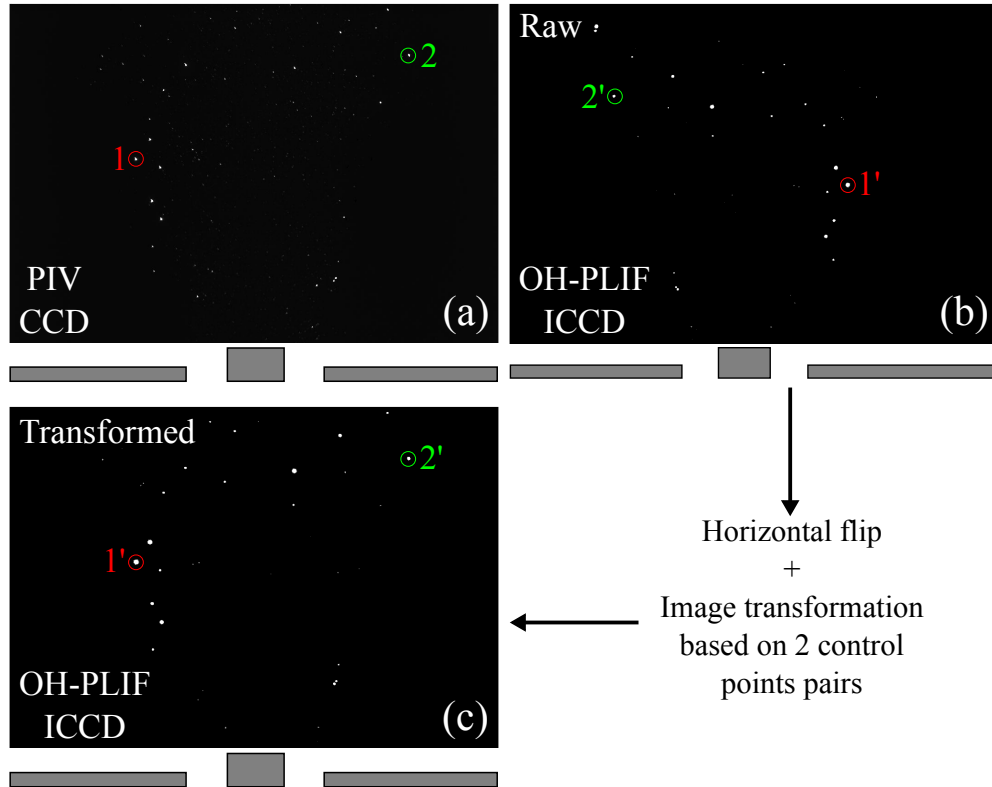 1
2
PIV
CCD
(a)
Raw
2'
1'
OH-PLIF
ICCD
(b)
Transformed
2'
1'
OH-PLIF
ICCD
(c)
Horizontal flip
+
Image transformation
based on 2 control
points pairs